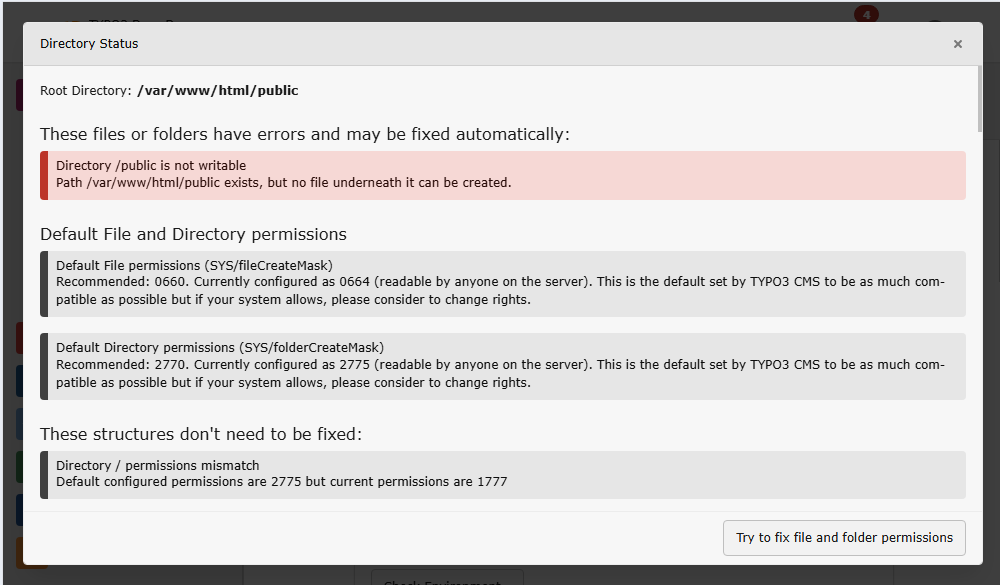 4
Directory Status
×
Root Directory: /var/www/html/public
These files or folders have errors and may be fixed automatically:
Directory /public is not writable
Path /var/www/html/public exists, but no file underneath it can be created.
Default File and Directory permissions
Default File permissions (SYS/fileCreateMask)
Recommended: 0660. Currently configured as 0664 (readable by anyone on the server). This is the default set by TYPO3 CMS to be as much com-
patible as possible but if your system allows, please consider to change rights.
Default Directory permissions (SYS/folderCreateMask)
Recommended: 2770. Currently configured as 2775 (readable by anyone on the server). This is the default set by TYPO3 CMS to be as much com-
patible as possible but if your system allows, please consider to change rights.
These structures don't need to be fixed:
Directory / permissions mismatch
Default configured permissions are 2775 but current permissions are 1777
Try to fix file and folder permissions
Check Environment